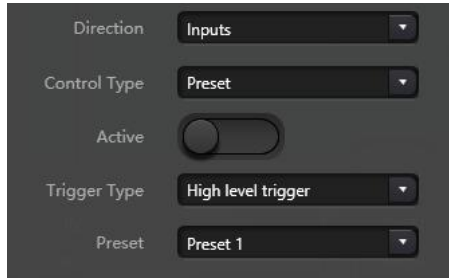 Direction Inputs
Control Type Preset
Active
Trigger Type High level trigger
Preset Preset 1